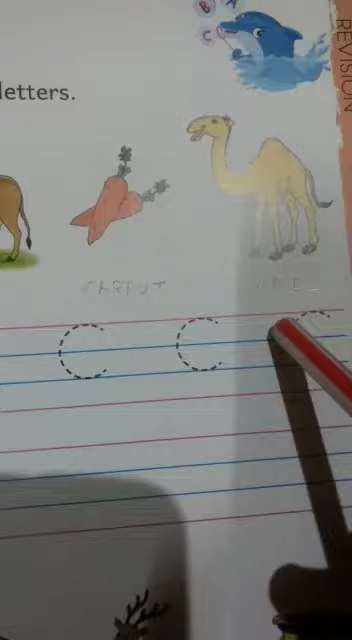 letters.
B A
C
REVISION
CARROT
C C C